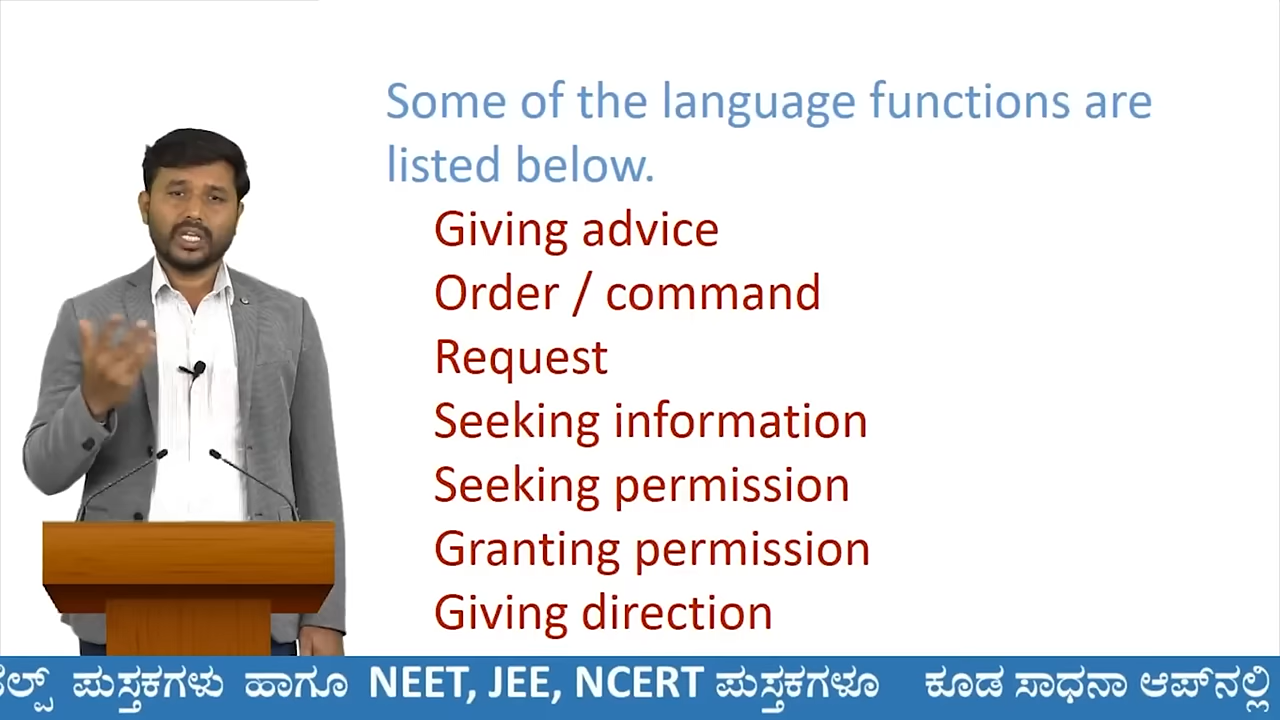 Some of the language functions are
listed below.
Giving advice
Order / command
Request
Seeking information
Seeking permission
Granting permission
Giving direction
ಪುಸ್ತಕಗಳು ಹಾಗೂ NEET, JEE, NCERT ಪುಸ್ತಕಗಳೂ ಕೂಡ ಸಾಧನಾ ಆಪ್‌ನಲ್ಲಿ